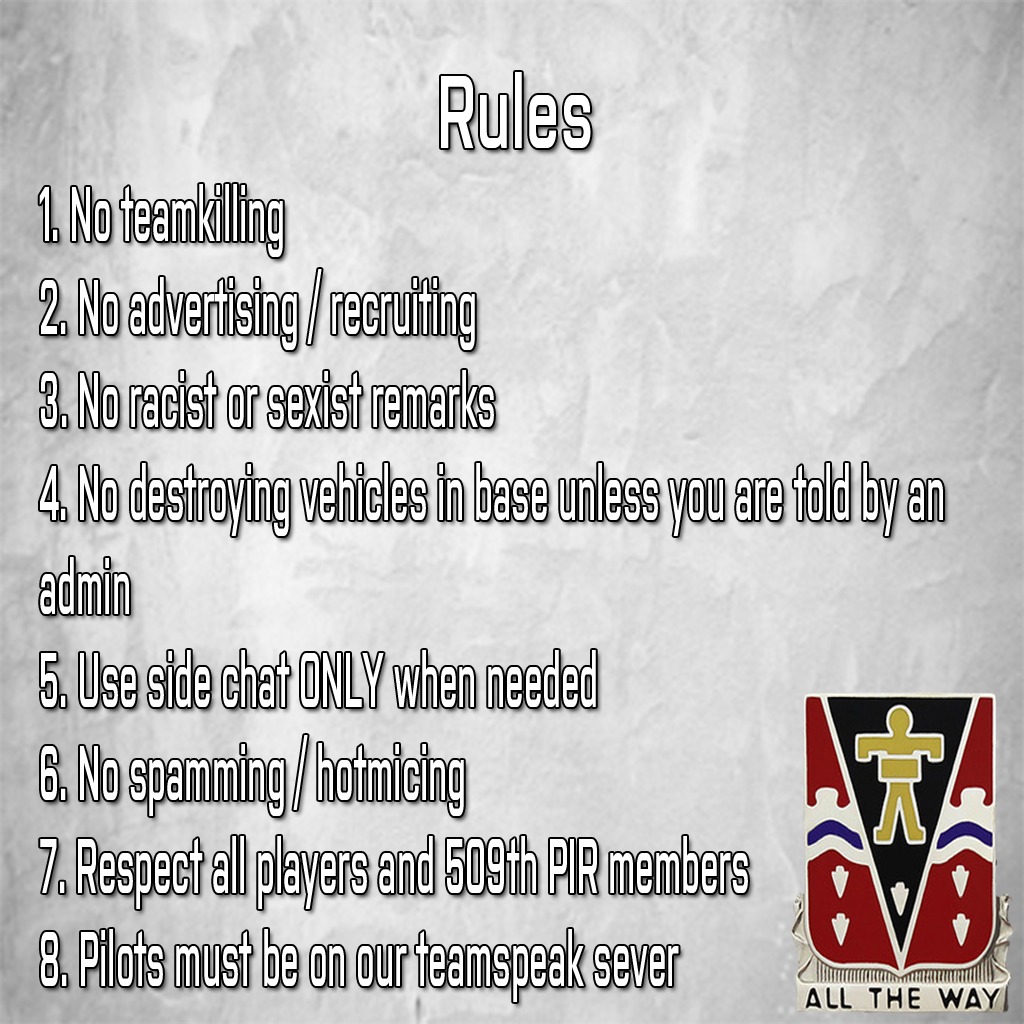 Rules
1. No teamkilling
2. No advertising / recruiting
3. No racist or sexist remarks
4. No destroying vehicles in base unless you are told by an
admin
5. Use side chat ONLY when needed
6. No spamming / hotmicing
7. Respect all players and 509th PIR members
8. Pilots must be on our teamspeak sever
ALL THE WAY